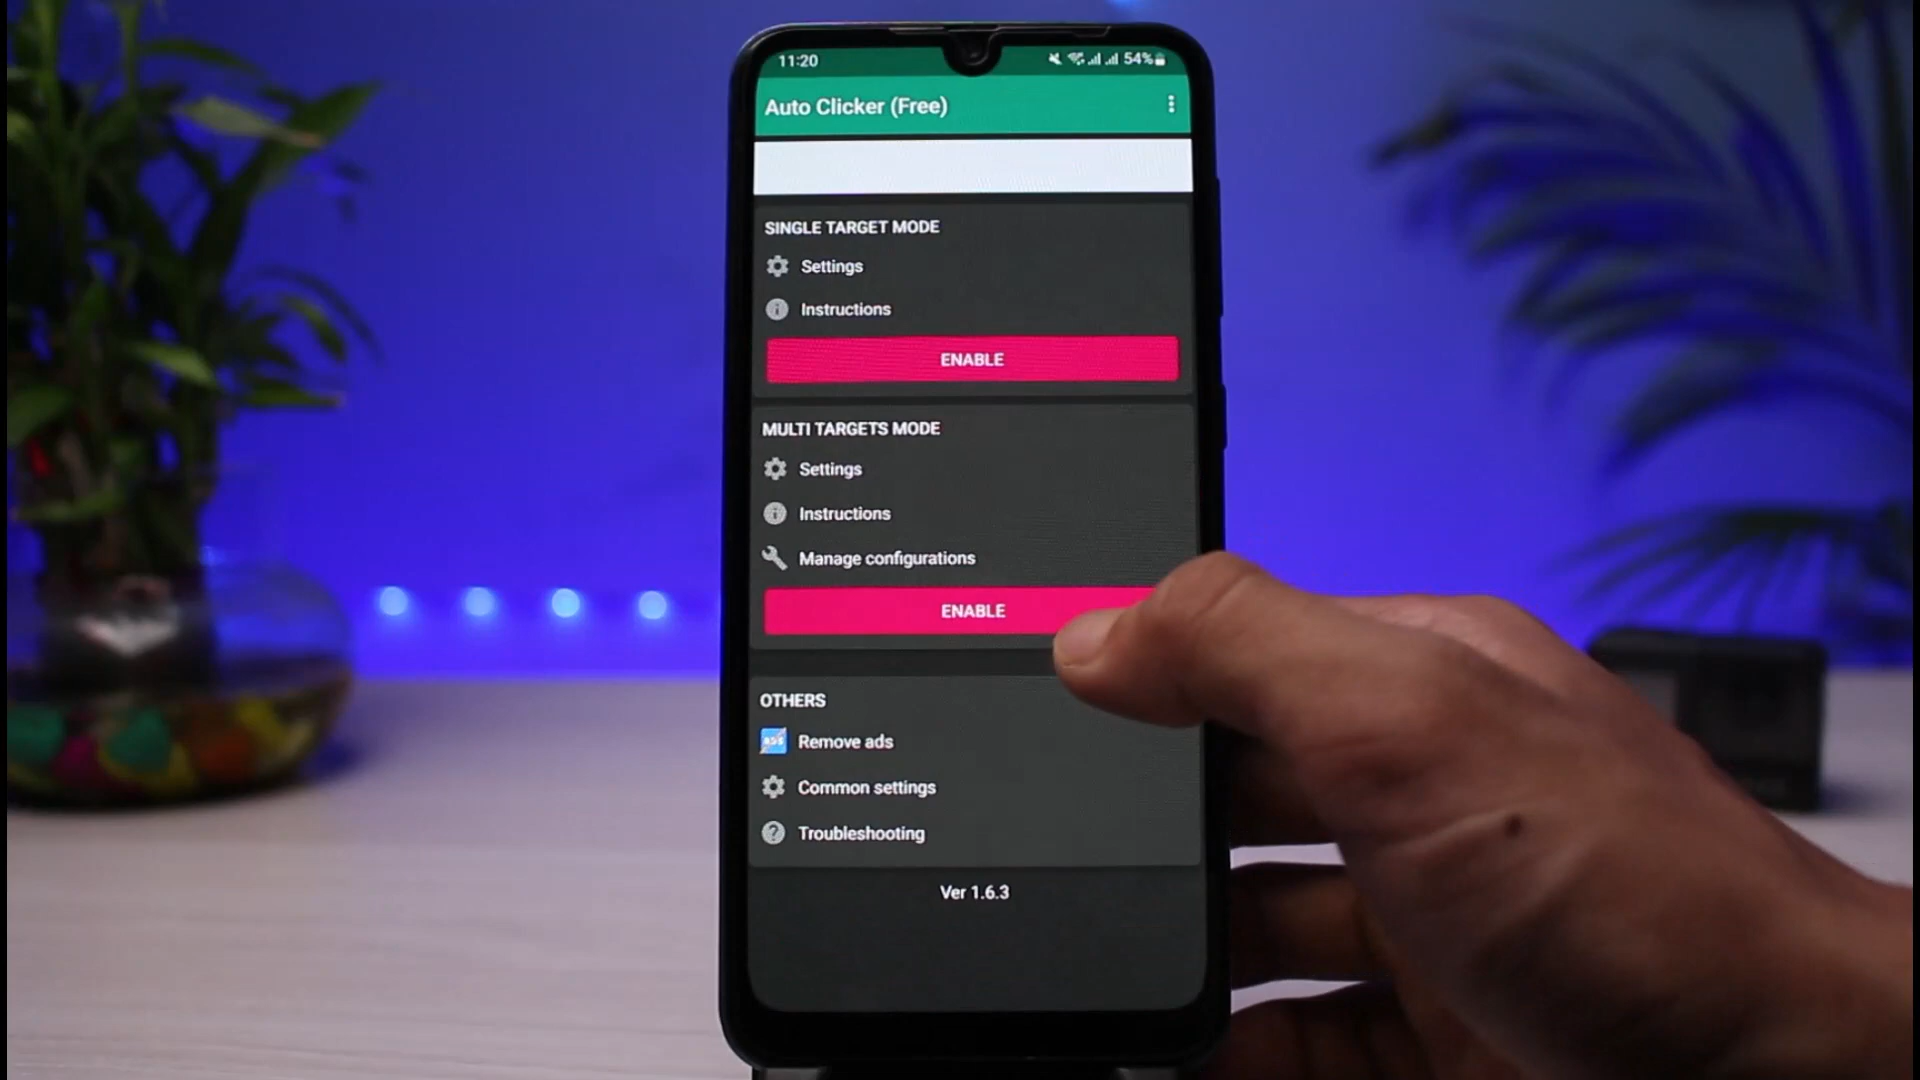 11:20
54%
Auto Clicker (Free)
SINGLE TARGET MODE
Settings
Instructions
ENABLE
MULTI TARGETS MODE
Settings
Instructions
Manage configurations
ENABLE
OTHERS
Remove ads
Common settings
Troubleshooting
Ver 1.6.3